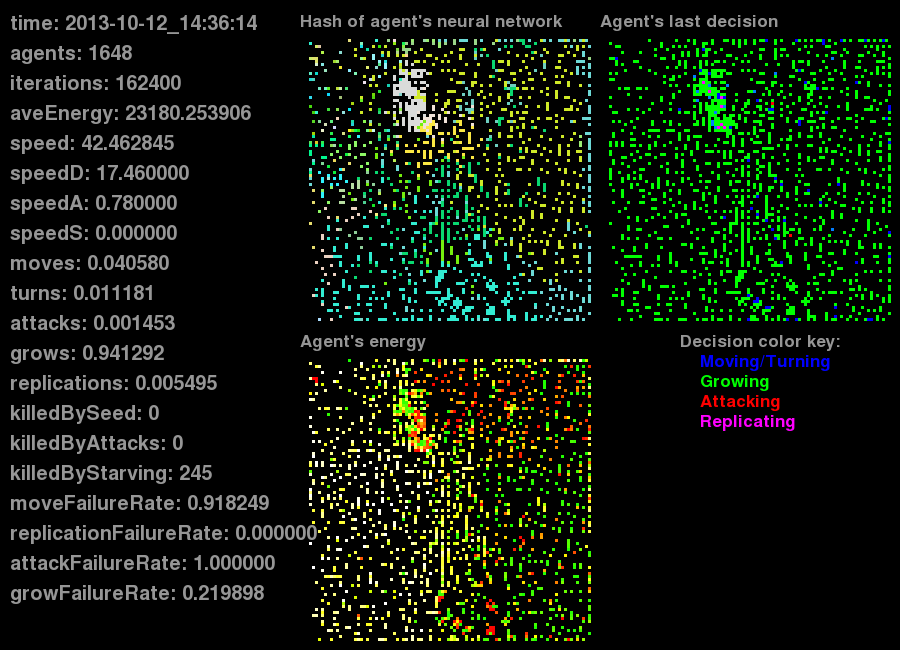 time: 2013-10-12_14:36:14
agents: 1648
iterations: 162400
aveEnergy: 23180.253906
speed: 42.462845
speedD: 17.460000
speedA: 0.780000
speedS: 0.000000
moves: 0.040580
turns: 0.011181
attacks: 0.001453
grows: 0.941292
replications: 0.005495
killedBySeed: 0
killedByAttacks: 0
killedByStarving: 245
moveFailureRate: 0.918249
replicationFailureRate: 0.000000
attackFailureRate: 1.000000
growFailureRate: 0.219898
Hash of agent's neural network
Agent's last decision
Agent's energy
Decision color key:
Moving/Turning
Growing
Attacking
Replicating